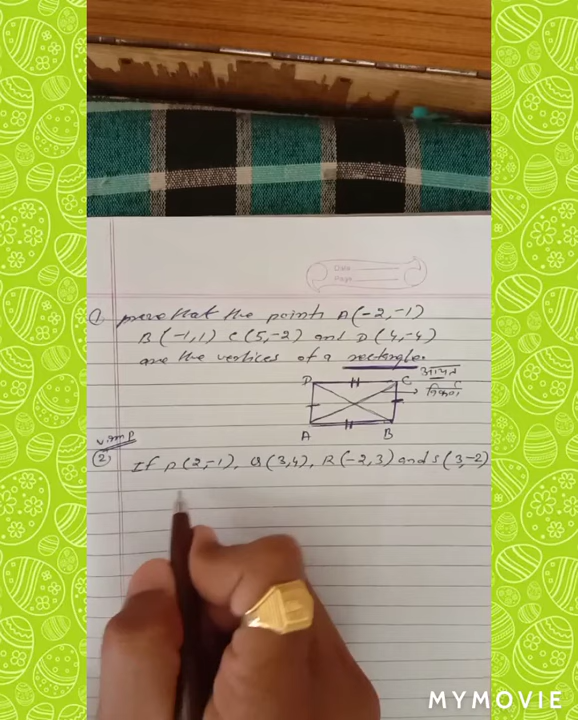 Date
Page
① prove that the points A(-2,-1)
B(-1,1) C(5,-2) and D(4,-4)
are the vertices of a rectangle.
आयत
D C
विकर्ण
A B
v.imp
② If P(2,-1), Q(3,4), R(-2,3) and S(3,-2)
MYMOVIE